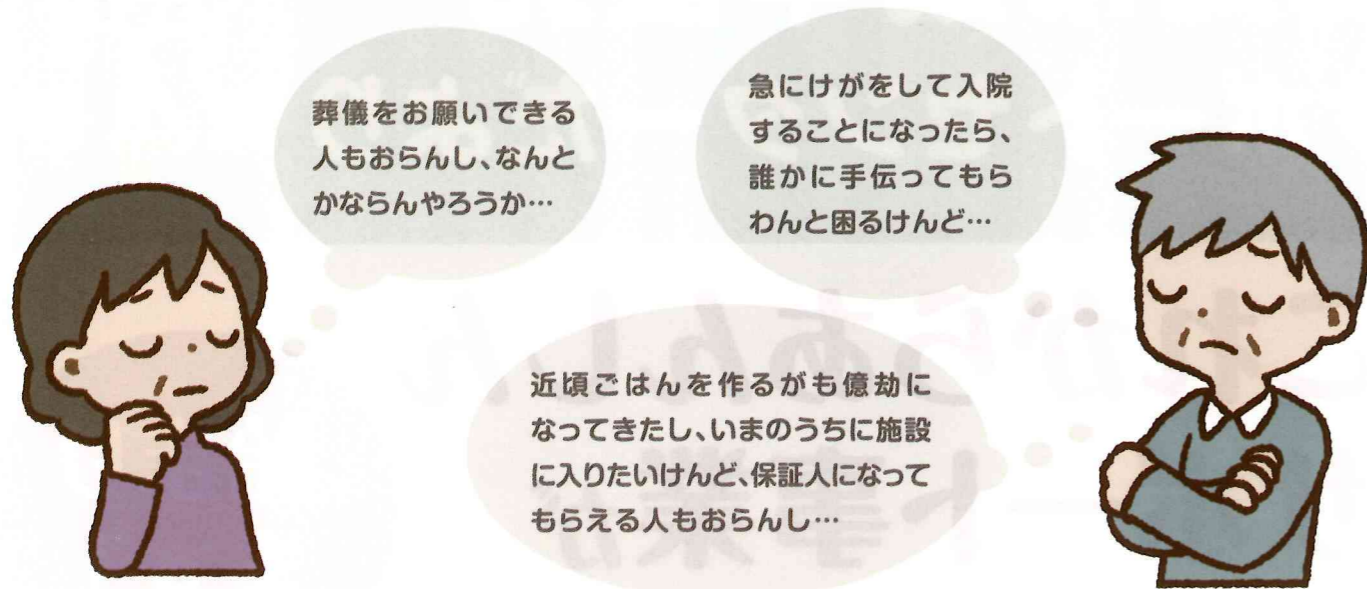 葬儀をお願いできる
人もおらんし、なんと
かならんやろうか…
急にけがをして入院
することになったら、
誰かに手伝ってもら
わんと困るけんど…
近頃ごはんを作るがも億劫に
なってきたし、いまのうちに施設
に入りたいけんど、保証人になって
もらえる人もおらんし…